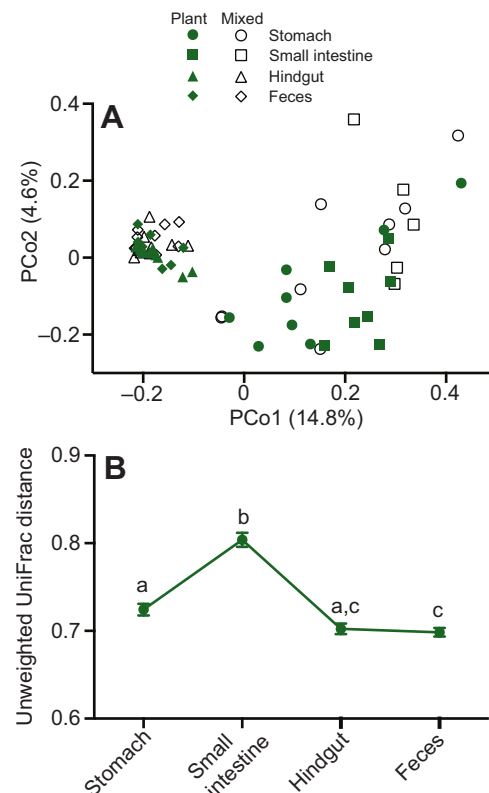 Plant Mixed
Stomach
Small intestine
Hindgut
Feces
A
0.4
0.2
0
−0.2
PCo2 (4.6%)
−0.2 0 0.2 0.4
PCo1 (14.8%)
B
0.9
0.8
0.7
0.6
Unweighted UniFrac distance
a
b
a,c
c
Stomach
Small
intestine
Hindgut
Feces